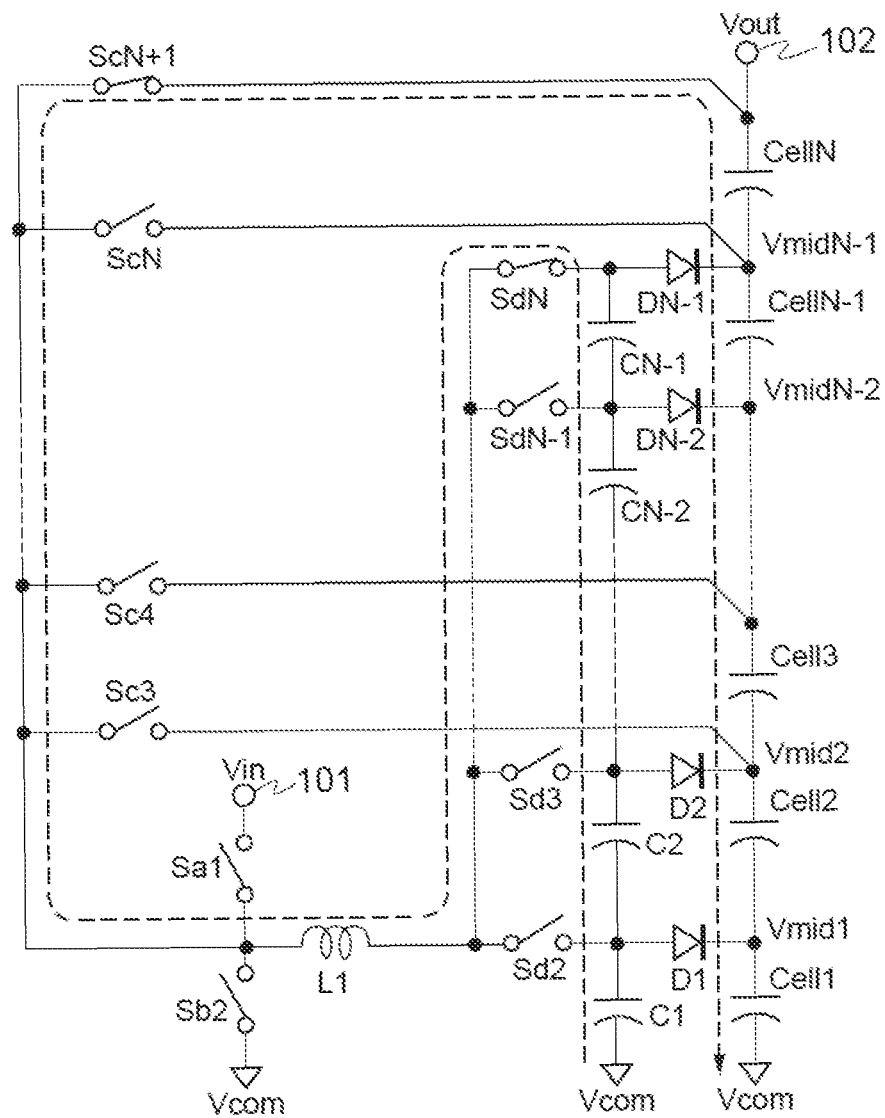 Vout
102
ScN+1
CellN
ScN
VmidN-1
SdN
DN-1
CellN-1
CN-1
VmidN-2
SdN-1
DN-2
CN-2
Sc4
Cell3
Sc3
Vmid2
Vin
101
Sd3
D2
Cell2
Sa1
C2
Vmid1
L1
Sd2
D1
Cell1
Sb2
C1
Vcom
Vcom
Vcom